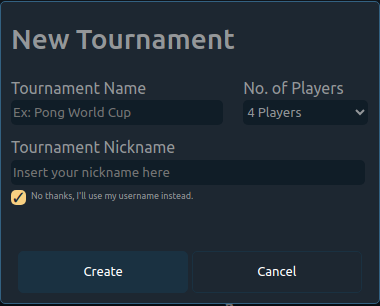 New Tournament
Tournament Name
No. of Players
Ex: Pong World Cup
4 Players
Tournament Nickname
Insert your nickname here
No thanks, I'll use my username instead.
Create
Cancel